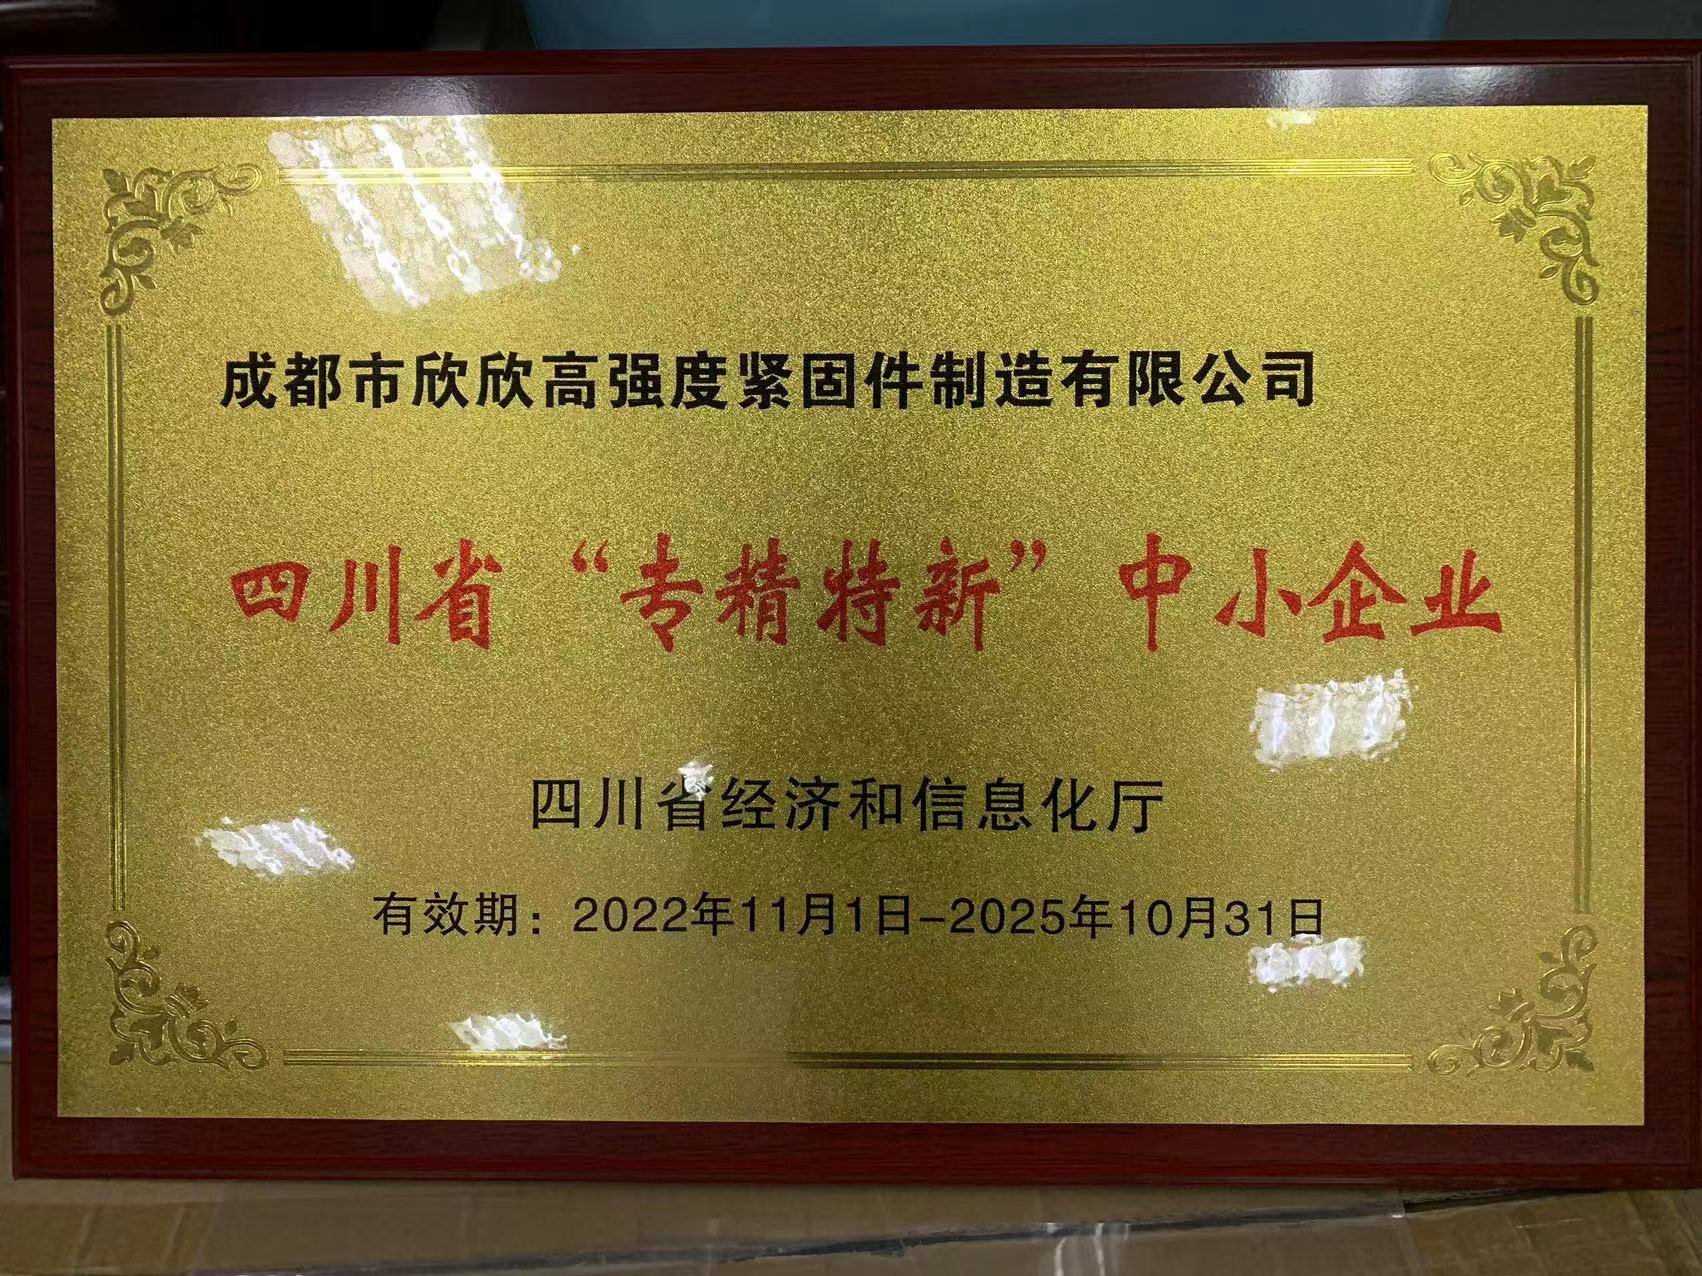 成都市欣欣高强度紧固件制造有限公司
四川省“专精特新”中小企业
四川省经济和信息化厅
有效期：2022年11月1日-2025年10月31日